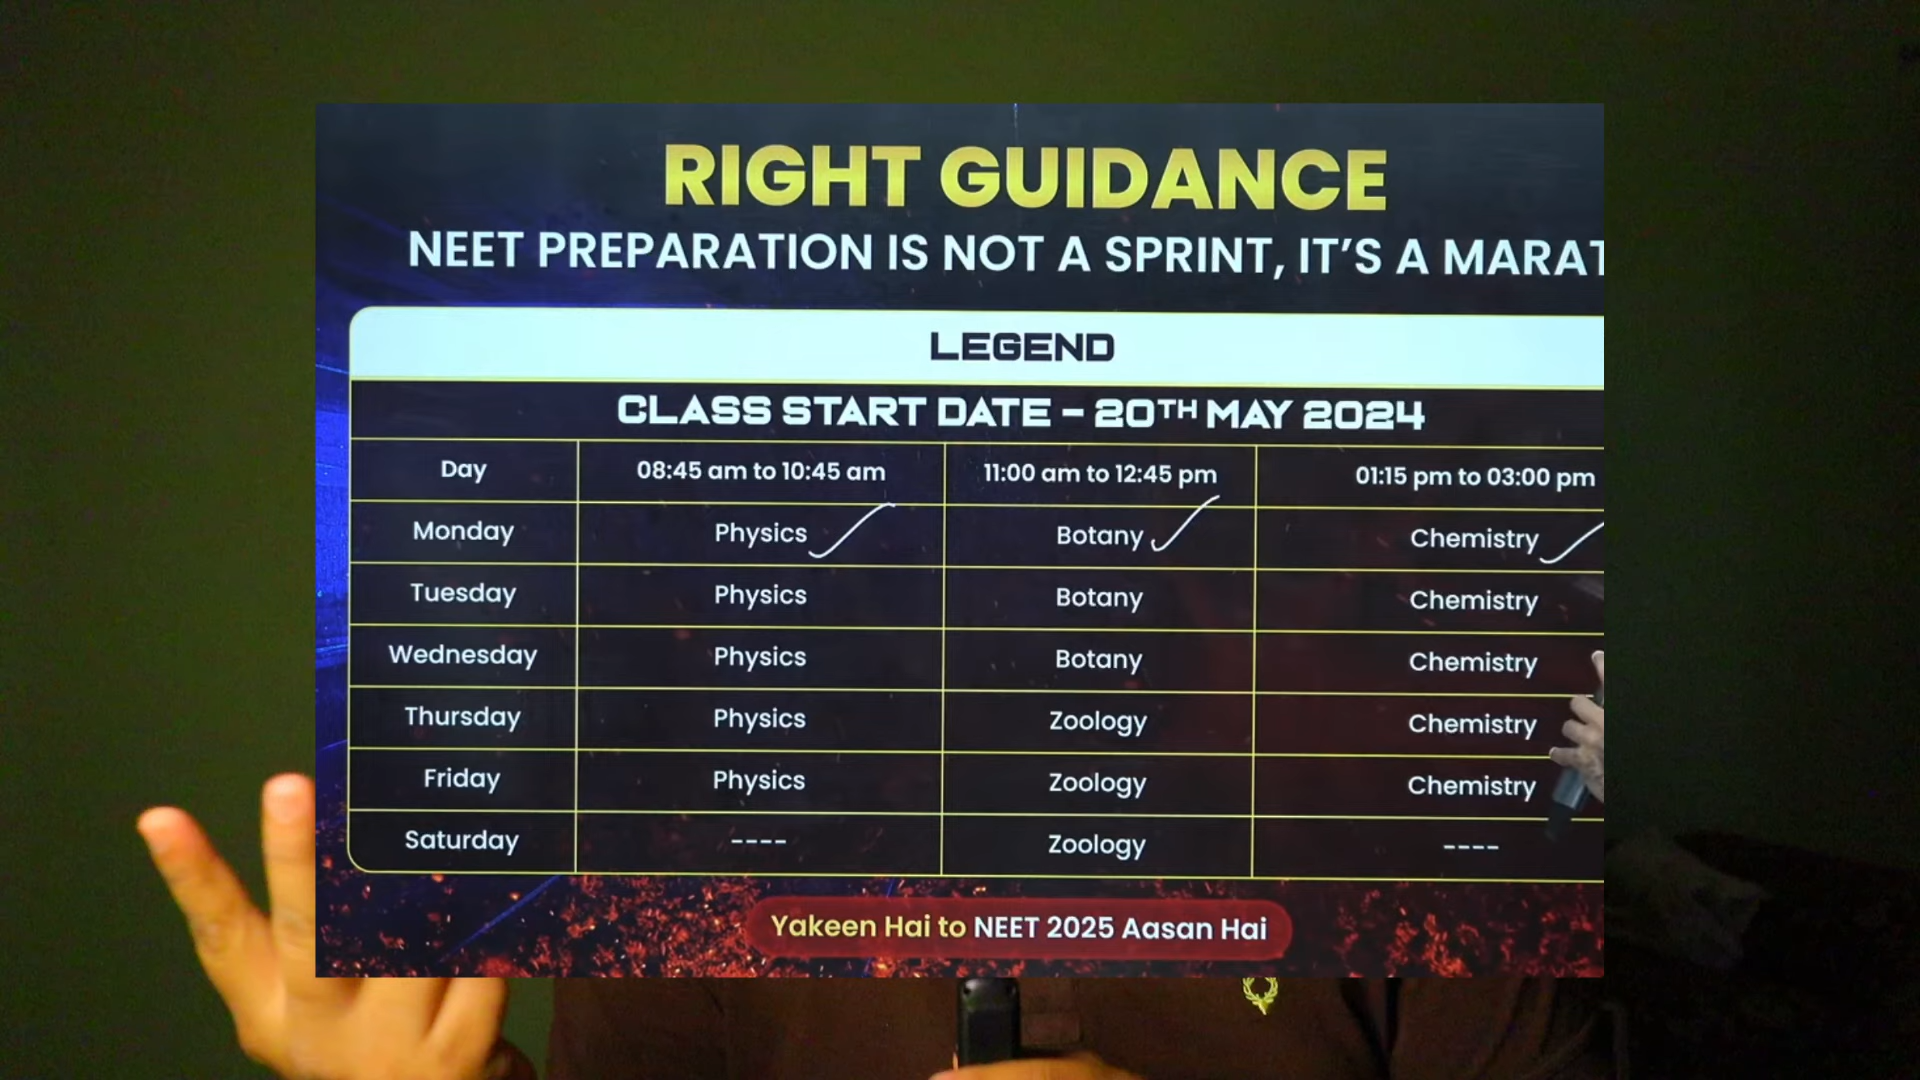 RIGHT GUIDANCE
NEET PREPARATION IS NOT A SPRINT, IT'S A MARAT
LEGEND
CLASS START DATE - 20TH MAY 2024
Day 08:45 am to 10:45 am 11:00 am to 12:45 pm 01:15 pm to 03:00 pm
Monday Physics Botany Chemistry
Tuesday Physics Botany Chemistry
Wednesday Physics Botany Chemistry
Thursday Physics Zoology Chemistry
Friday Physics Zoology Chemistry
Saturday ---- Zoology ----
Yakeen Hai to NEET 2025 Aasan Hai